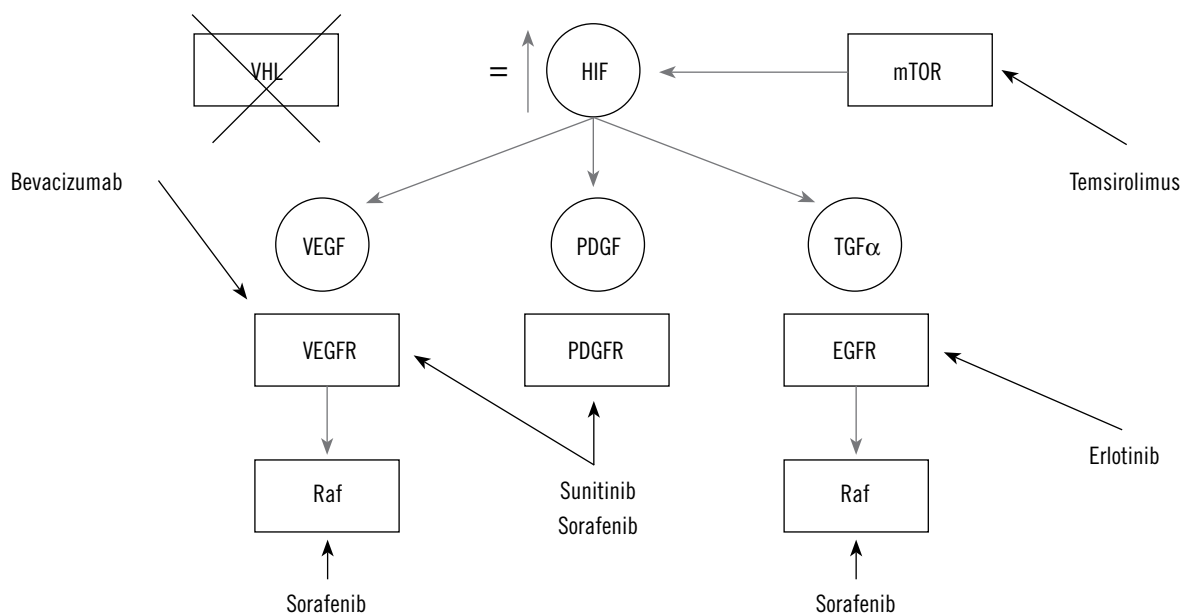 VHL
=
HIF
mTOR
Bevacizumab
Temsirolimus
VEGF
PDGF
TGFα
VEGFR
PDGFR
EGFR
Erlotinib
Raf
Sunitinib
Sorafenib
Raf
Sorafenib
Sorafenib